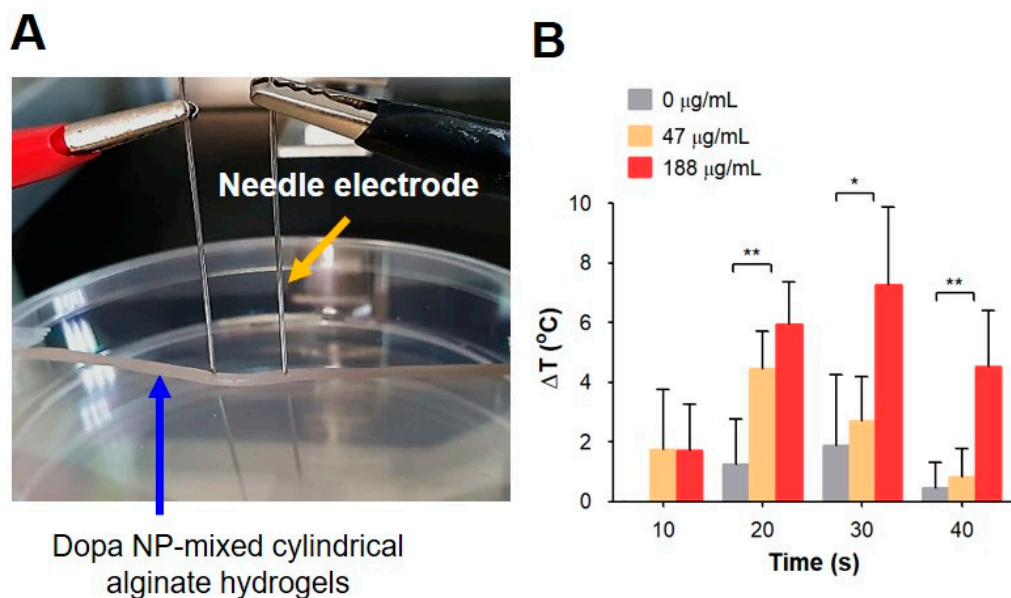 A
Needle electrode
Dopa NP-mixed cylindrical
alginate hydrogels
B
0 μg/mL
47 μg/mL
188 μg/mL
ΔT (°C)
10
8
6
4
2
0
**
*
**
10 20 30 40
Time (s)